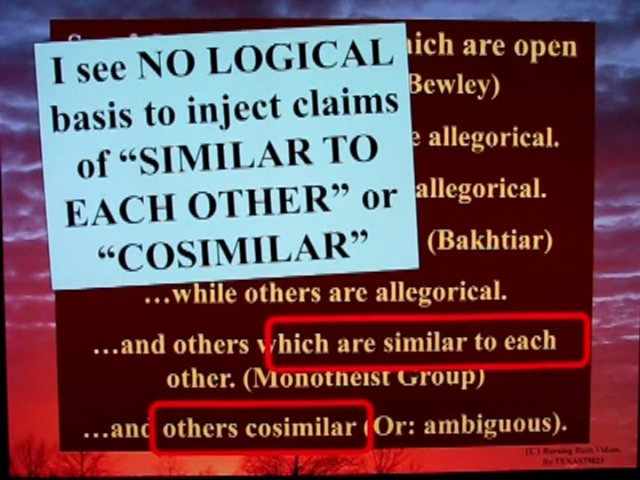 I see NO LOGICAL
basis to inject claims
of “SIMILAR TO
EACH OTHER” or
“COSIMILAR”
which are open
Bewley)
allegorical.
allegorical.
(Bakhtiar)
…while others are allegorical.
…and others which are similar to each
other. (Monotheist Group)
…and others cosimilar (Or: ambiguous).
(C) Burning Bush Videos.